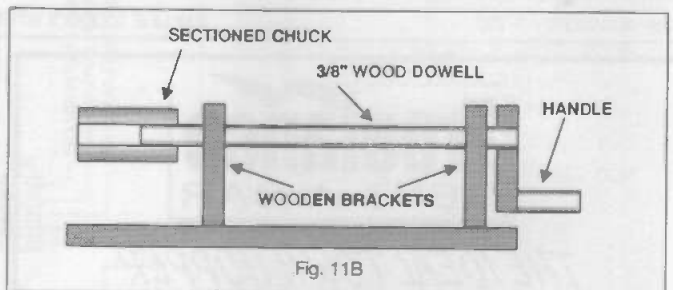 SECTIONED CHUCK
3/8" WOOD DOWELL
HANDLE
WOODEN BRACKETS
Fig. 11B